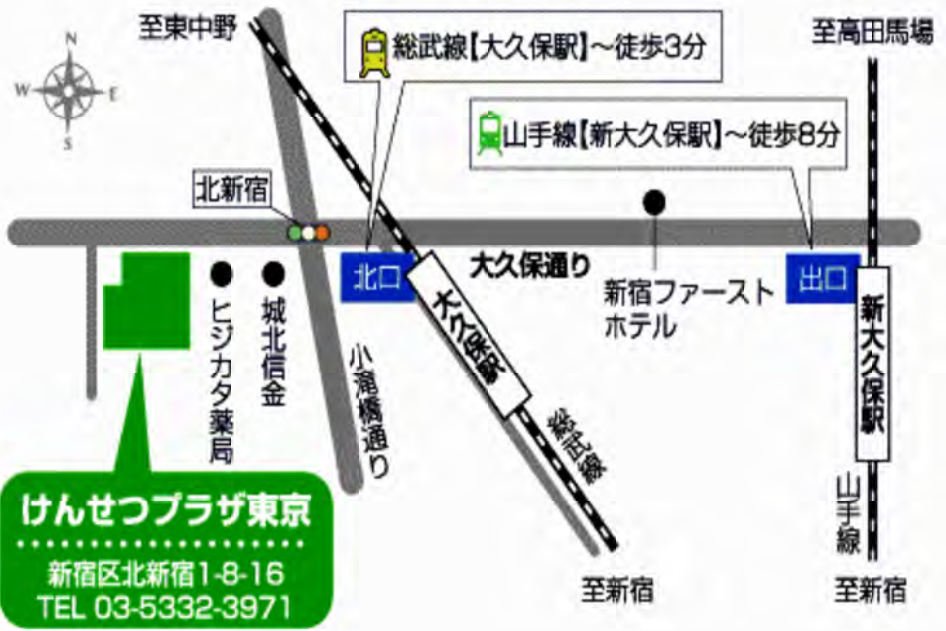 至東中野
総武線【大久保駅】～徒歩3分
至高田馬場
N
W
E
S
山手線【新大久保駅】～徒歩8分
北新宿
大久保通り
北口
出口
新宿ファースト
ホテル
大久保駅
新大久保駅
ヒジカタ薬局
城北信金
小滝橋通り
総武線
山手線
けんせつプラザ東京
新宿区北新宿1-8-16
TEL 03-5332-3971
至新宿
至新宿